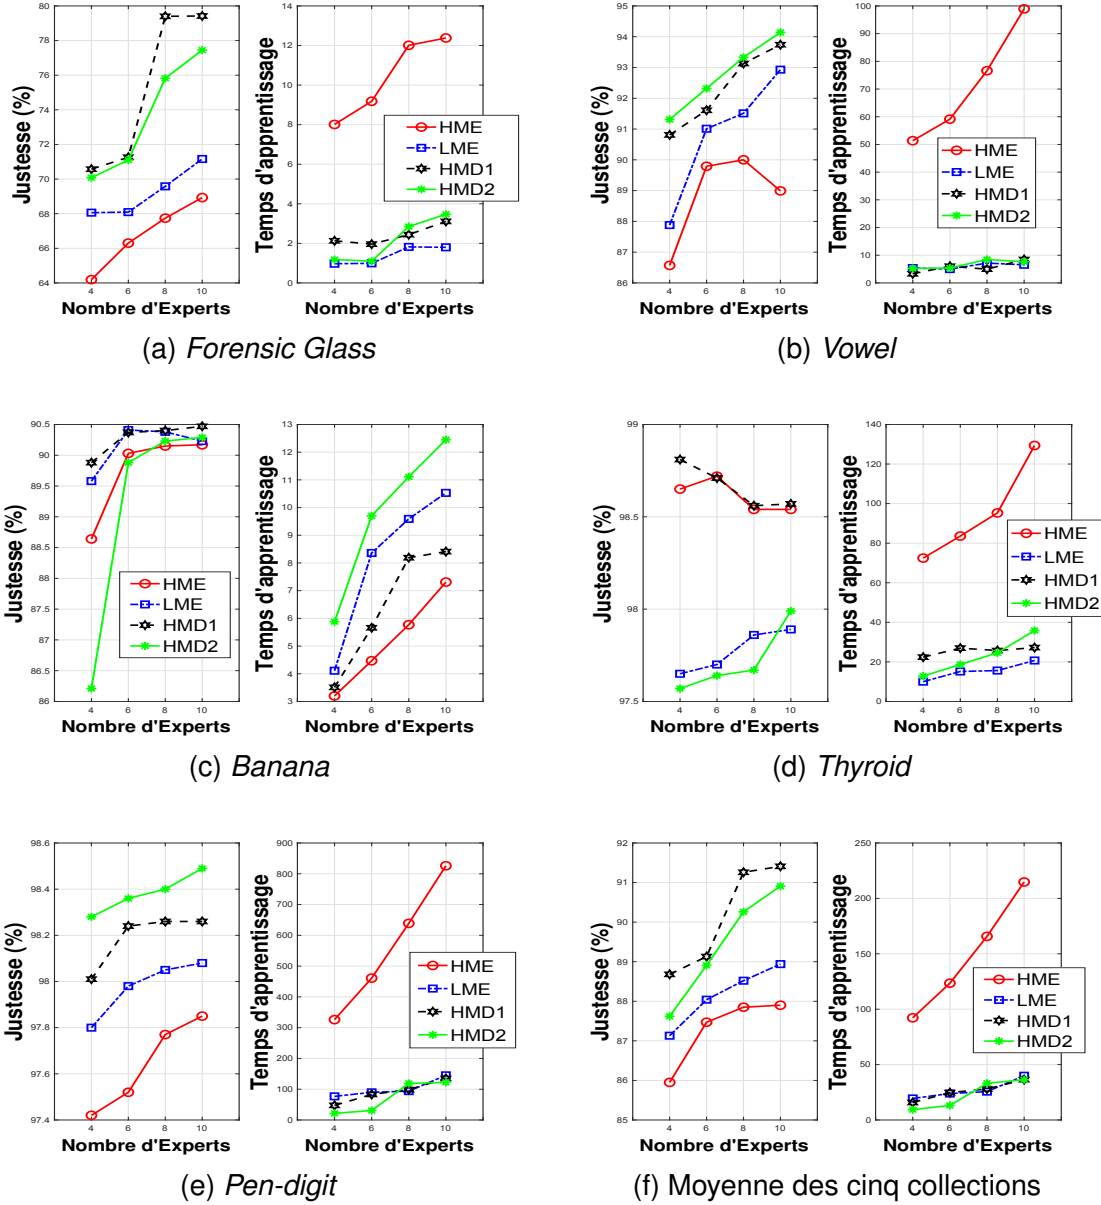 80
78
76
74
72
70
68
66
64
4 6 8 10
Justesse (%)
Nombre d'Experts
14
12
10
8
6
4
2
0
4 6 8 10
Temps d'apprentissage
Nombre d'Experts
HME
LME
HMD1
HMD2
(a) Forensic Glass
95
94
93
92
91
90
89
88
87
86
4 6 8 10
Justesse (%)
Nombre d'Experts
100
90
80
70
60
50
40
30
20
10
0
4 6 8 10
Temps d'apprentissage
Nombre d'Experts
HME
LME
HMD1
HMD2
(b) Vowel
90.5
90
89.5
89
88.5
88
87.5
87
86.5
86
4 6 8 10
Justesse (%)
Nombre d'Experts
HME
LME
HMD1
HMD2
13
12
11
10
9
8
7
6
5
4
3
4 6 8 10
Temps d'apprentissage
Nombre d'Experts
(c) Banana
99
98.5
98
97.5
4 6 8 10
Justesse (%)
Nombre d'Experts
140
120
100
80
60
40
20
0
4 6 8 10
Temps d'apprentissage
Nombre d'Experts
HME
LME
HMD1
HMD2
(d) Thyroid
98.6
98.4
98.2
98
97.8
97.6
97.4
4 6 8 10
Justesse (%)
Nombre d'Experts
900
800
700
600
500
400
300
200
100
0
4 6 8 10
Temps d'apprentissage
Nombre d'Experts
HME
LME
HMD1
HMD2
(e) Pen-digit
92
91
90
89
88
87
86
85
4 6 8 10
Justesse (%)
Nombre d'Experts
250
200
150
100
50
0
4 6 8 10
Temps d'apprentissage
Nombre d'Experts
HME
LME
HMD1
HMD2
(f) Moyenne des cinq collections